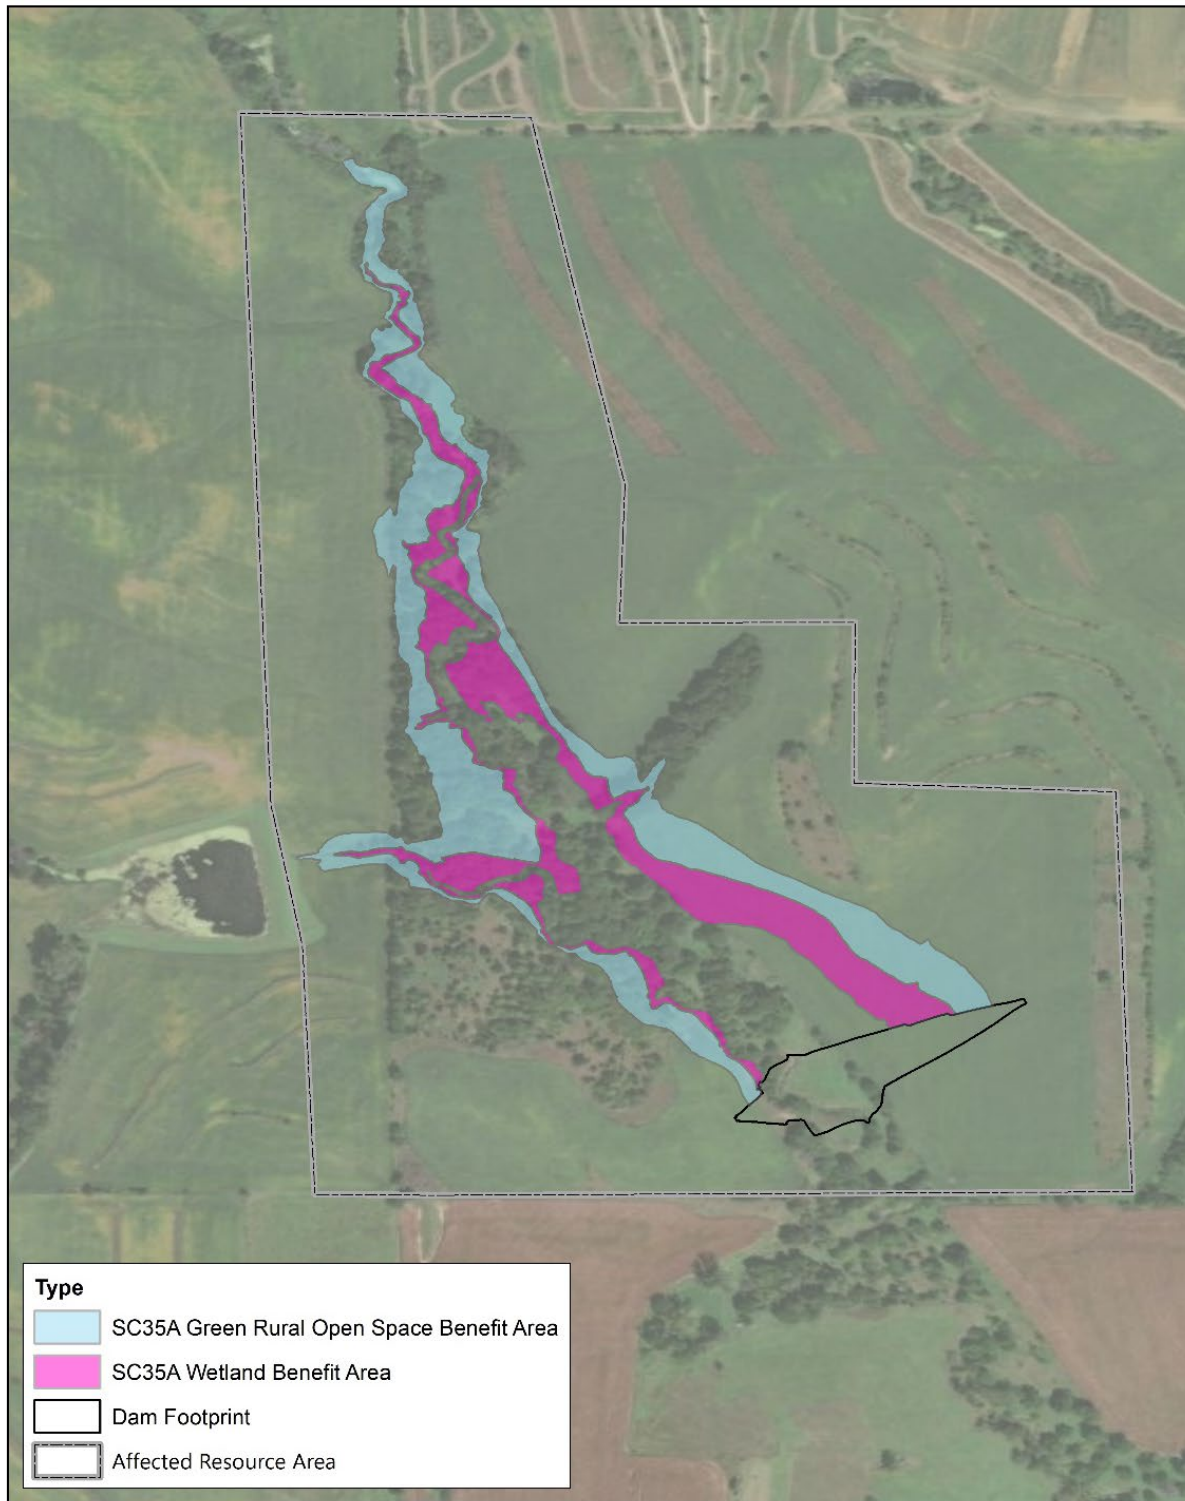 Type
SC35A Green Rural Open Space Benefit Area
SC35A Wetland Benefit Area
Dam Footprint
Affected Resource Area